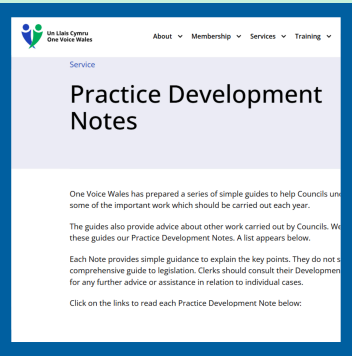 Un Llais Cymru
One Voice Wales
About
Membership
Services
Training
Service
Practice Development
Notes
One Voice Wales has prepared a series of simple guides to help Councils
some of the important work which should be carried out each year.
The guides also provide advice about other work carried out by Councils. We
these guides our Practice Development Notes. A list appears below.
Each Note provides simple guidance to explain the key points. They do not
comprehensive guide to legislation. Clerks should consult their
for any further advice or assistance in relation to individual cases.
Click on the links to read each Practice Development Note below: